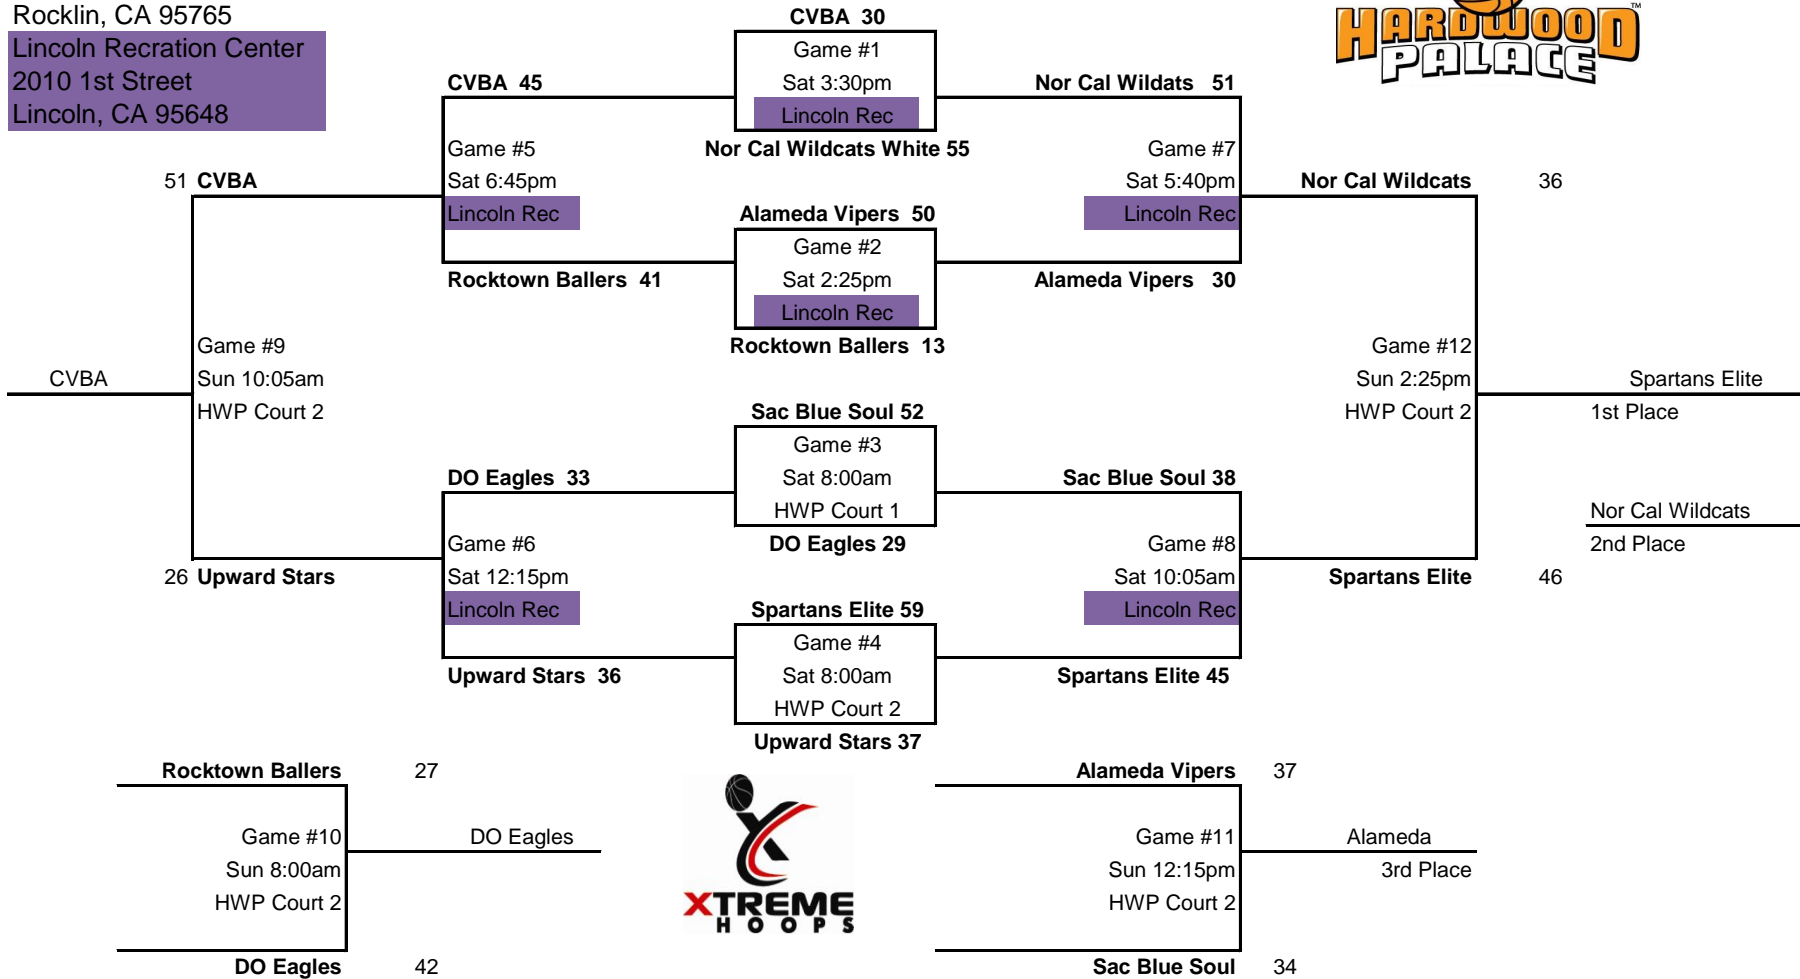 Rocklin, CA 95765
Lincoln Recration Center
2010 1st Street
Lincoln, CA 95648
HARDWOOD
PALACE
TM
CVBA 30
Game #1
Sat 3:30pm
Lincoln Rec
Nor Cal Wildcats White 55
Alameda Vipers 50
Game #2
Sat 2:25pm
Lincoln Rec
Rocktown Ballers 13
Sac Blue Soul 52
Game #3
Sat 8:00am
HWP Court 1
DO Eagles 29
Spartans Elite 59
Game #4
Sat 8:00am
HWP Court 2
Upward Stars 37
CVBA 45
Game #5
Sat 6:45pm
Lincoln Rec
Rocktown Ballers 41
DO Eagles 33
Game #6
Sat 12:15pm
Lincoln Rec
Upward Stars 36
Nor Cal Wildats 51
Game #7
Sat 5:40pm
Lincoln Rec
Alameda Vipers 30
Sac Blue Soul 38
Game #8
Sat 10:05am
Lincoln Rec
Spartans Elite 45
51 CVBA
Game #9
Sun 10:05am
HWP Court 2
26 Upward Stars
CVBA
Nor Cal Wildcats 36
Game #12
Sun 2:25pm
HWP Court 2
Spartans Elite 46
Spartans Elite
1st Place
Nor Cal Wildcats
2nd Place
Rocktown Ballers 27
Game #10
Sun 8:00am
HWP Court 2
DO Eagles 42
DO Eagles
XTREME
HOOPS
Alameda Vipers 37
Game #11
Sun 12:15pm
HWP Court 2
Sac Blue Soul 34
Alameda
3rd Place